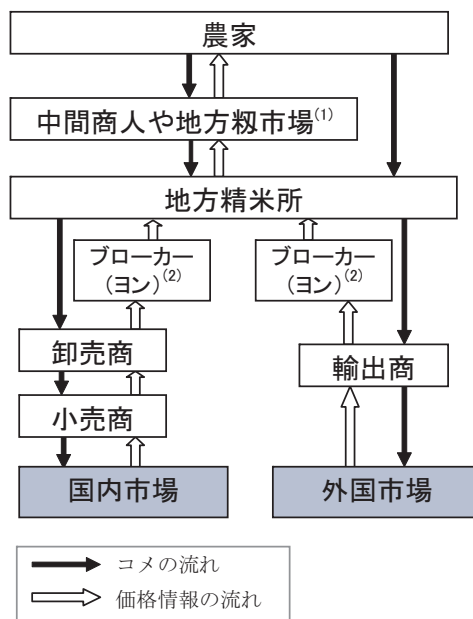 農家
中間商人や地方籾市場(1)
地方精米所
ブローカー
(ヨン)(2)
ブローカー
(ヨン)(2)
卸売商
輸出商
小売商
国内市場
外国市場
コメの流れ
価格情報の流れ